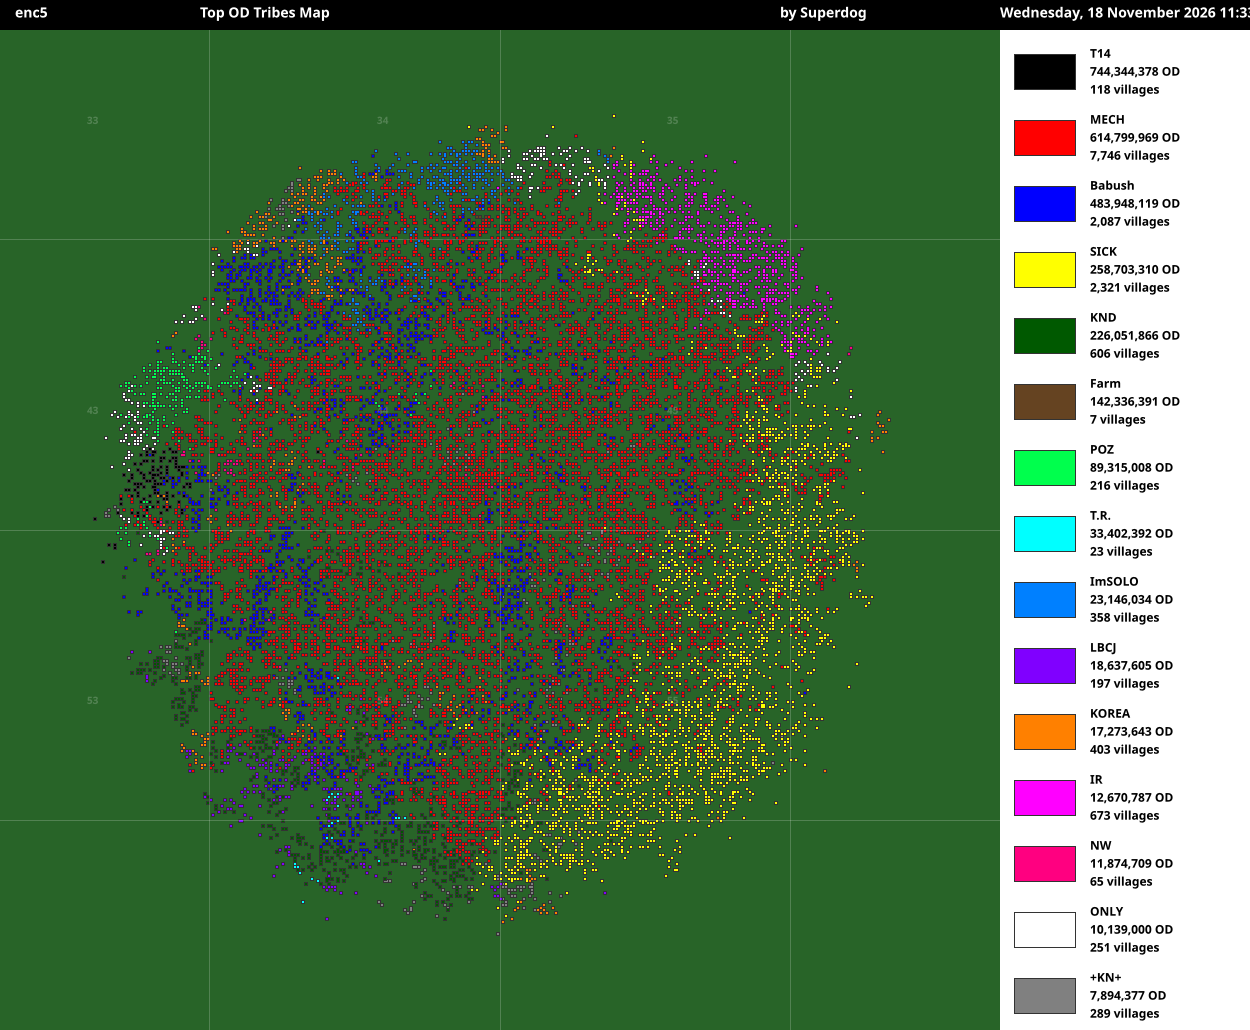 enc5
Top OD Tribes Map
by Superdog
Wednesday, 18 November 2026 11:33
33
34
35
43
53
T14
744,344,378 OD
118 villages
MECH
614,799,969 OD
7,746 villages
Babush
483,948,119 OD
2,087 villages
SICK
258,703,310 OD
2,321 villages
KND
226,051,866 OD
606 villages
Farm
142,336,391 OD
7 villages
POZ
89,315,008 OD
216 villages
T.R.
33,402,392 OD
23 villages
ImSOLO
23,146,034 OD
358 villages
LBCJ
18,637,605 OD
197 villages
KOREA
17,273,643 OD
403 villages
IR
12,670,787 OD
673 villages
NW
11,874,709 OD
65 villages
ONLY
10,139,000 OD
251 villages
+KN+
7,894,377 OD
289 villages